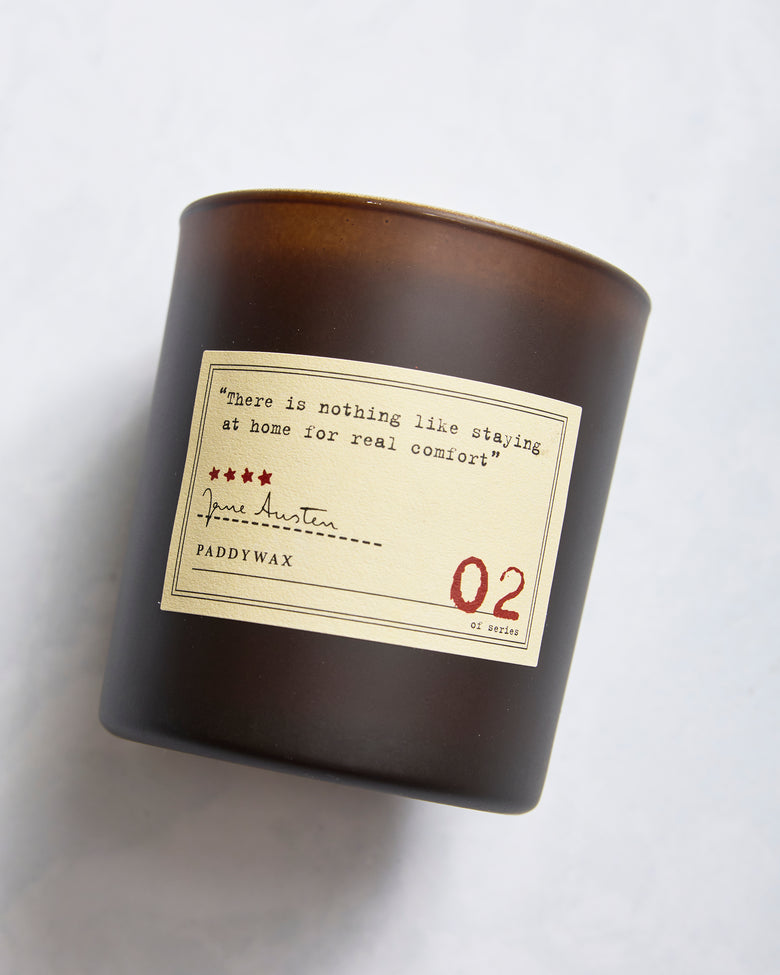 “There is nothing like staying
at home for real comfort”
Jane Austen
PADDYWAX
02
of series